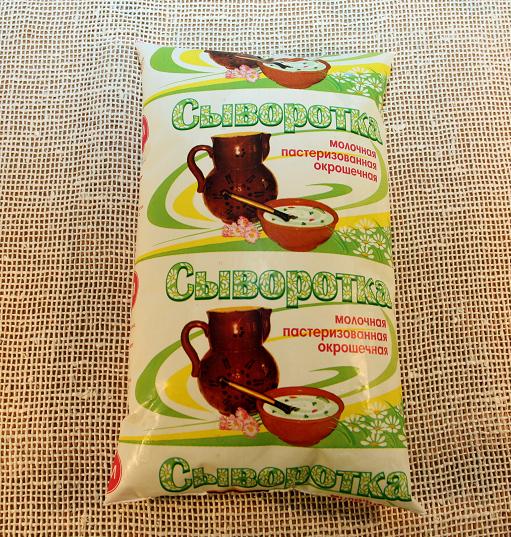 Сыворотка
молочная
пастеризованная
окрошечная
Сыворотка
молочная
пастеризованная
окрошечная
Сыворотка